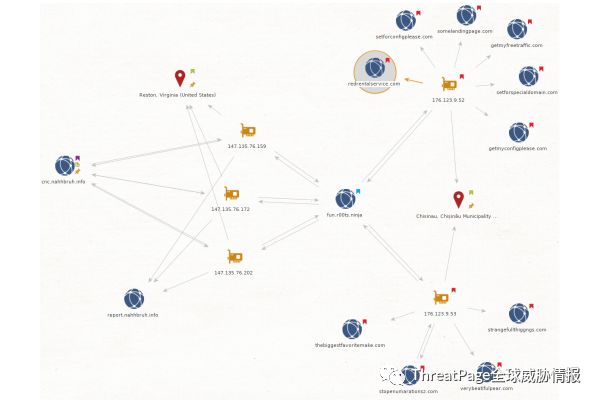 somelandingpage.com
setforconfigplease.com
getmyfreetraffic.com
redrentalservice.com
setforspecialdomain.com
Reston, Virginia (United States)
176.123.9.52
147.135.76.159
getmyconfigplease.com
cnc.nahhbruh.info
147.135.76.172
fun.r00ts.ninja
Chisinau, Chișinău Municipality ...
147.135.76.202
report.nahhbruh.info
176.123.9.53
strangefullthiggngs.com
thebiggestfavoritemake.com
ThreatPage全球威胁情报
stopenumarationsz.com
verybeatifulpear.com